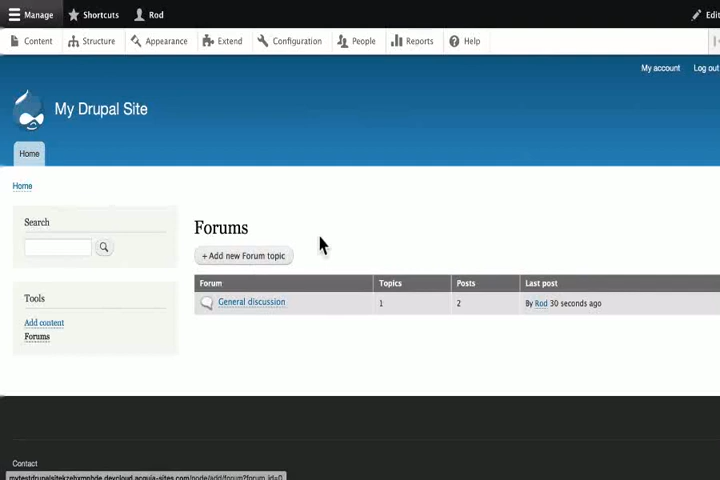 Manage Shortcuts Rod Edit
Content Structure Appearance Extend Configuration People Reports Help
My account Log out
My Drupal Site
Home
Home
Search
Forums
+ Add new Forum topic
Forum Topics Posts Last post
General discussion 1 2 By Rod 30 seconds ago
Tools
Add content
Forums
Contact